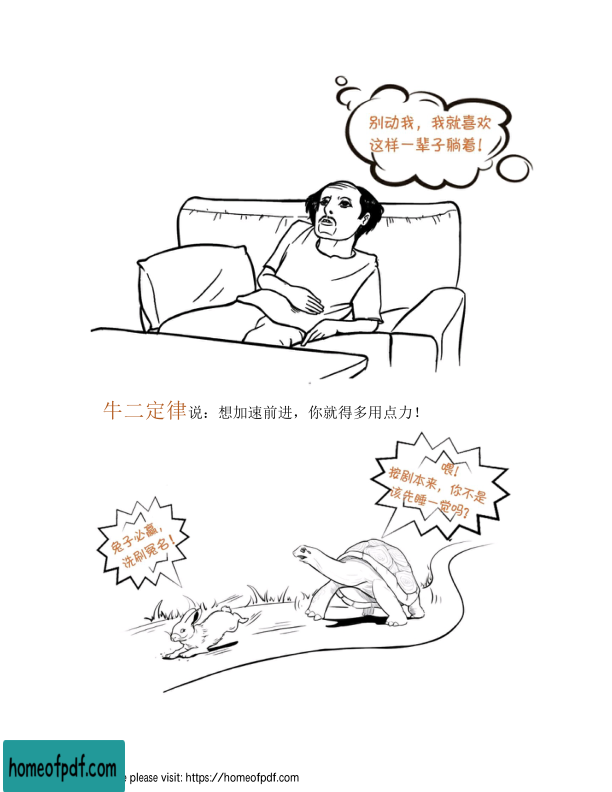 别动我，我就喜欢
这样一辈子躺着！
牛二定律说：想加速前进，你就得多用点力！
喂！
按剧本来，你不是
该先睡一觉吗？
兔子必赢，
洗刷冤名！
homeofpdf.com
e please visit: https://homeofpdf.com